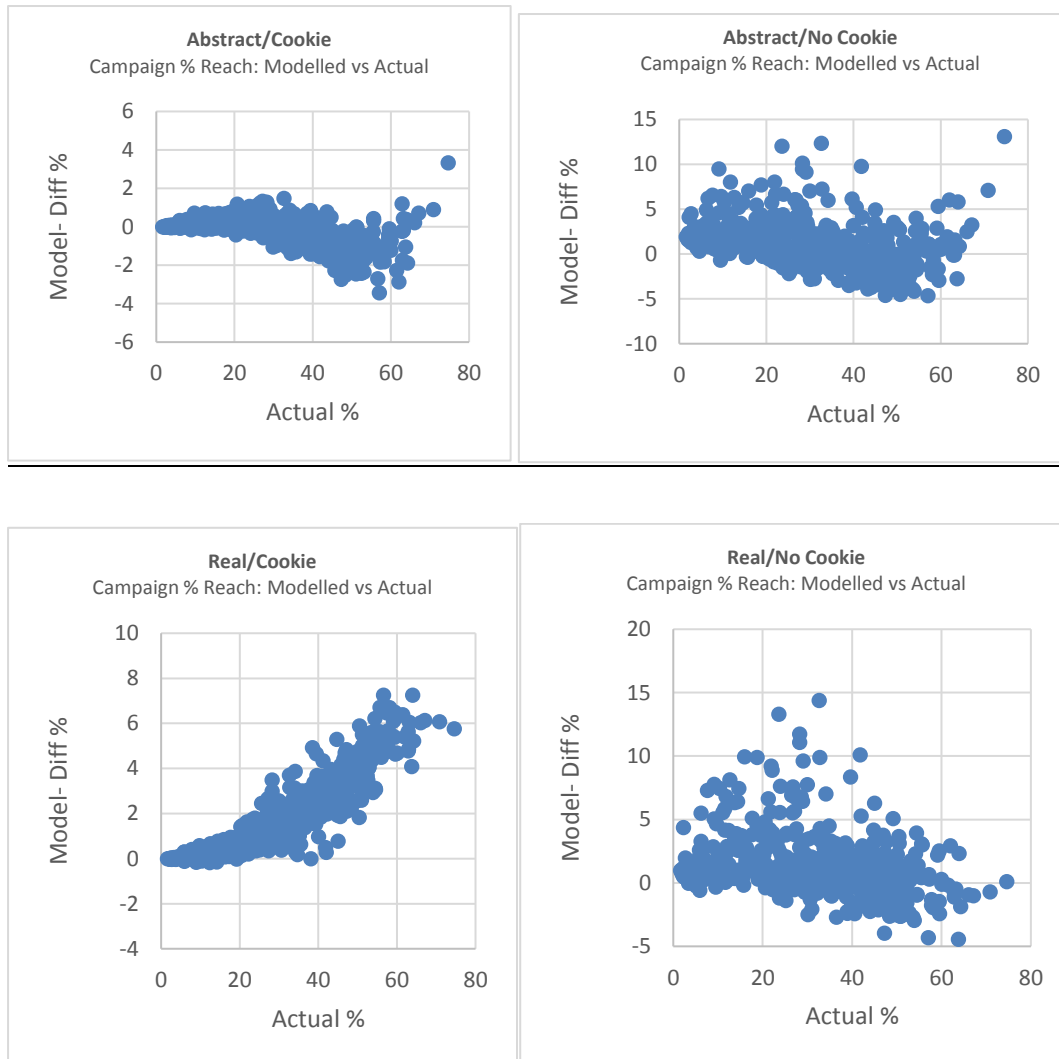 Abstract/Cookie
Campaign % Reach: Modelled vs Actual
6
4
2
0
-2
-4
-6
Model- Diff %
0 20 40 60 80
Actual %
Abstract/No Cookie
Campaign % Reach: Modelled vs Actual
15
10
5
0
-5
-10
Model- Diff %
0 20 40 60 80
Actual %
Real/Cookie
Campaign % Reach: Modelled vs Actual
10
8
6
4
2
0
-2
-4
Model- Diff %
0 20 40 60 80
Actual %
Real/No Cookie
Campaign % Reach: Modelled vs Actual
20
15
10
5
0
-5
Model- Diff %
0 20 40 60 80
Actual %